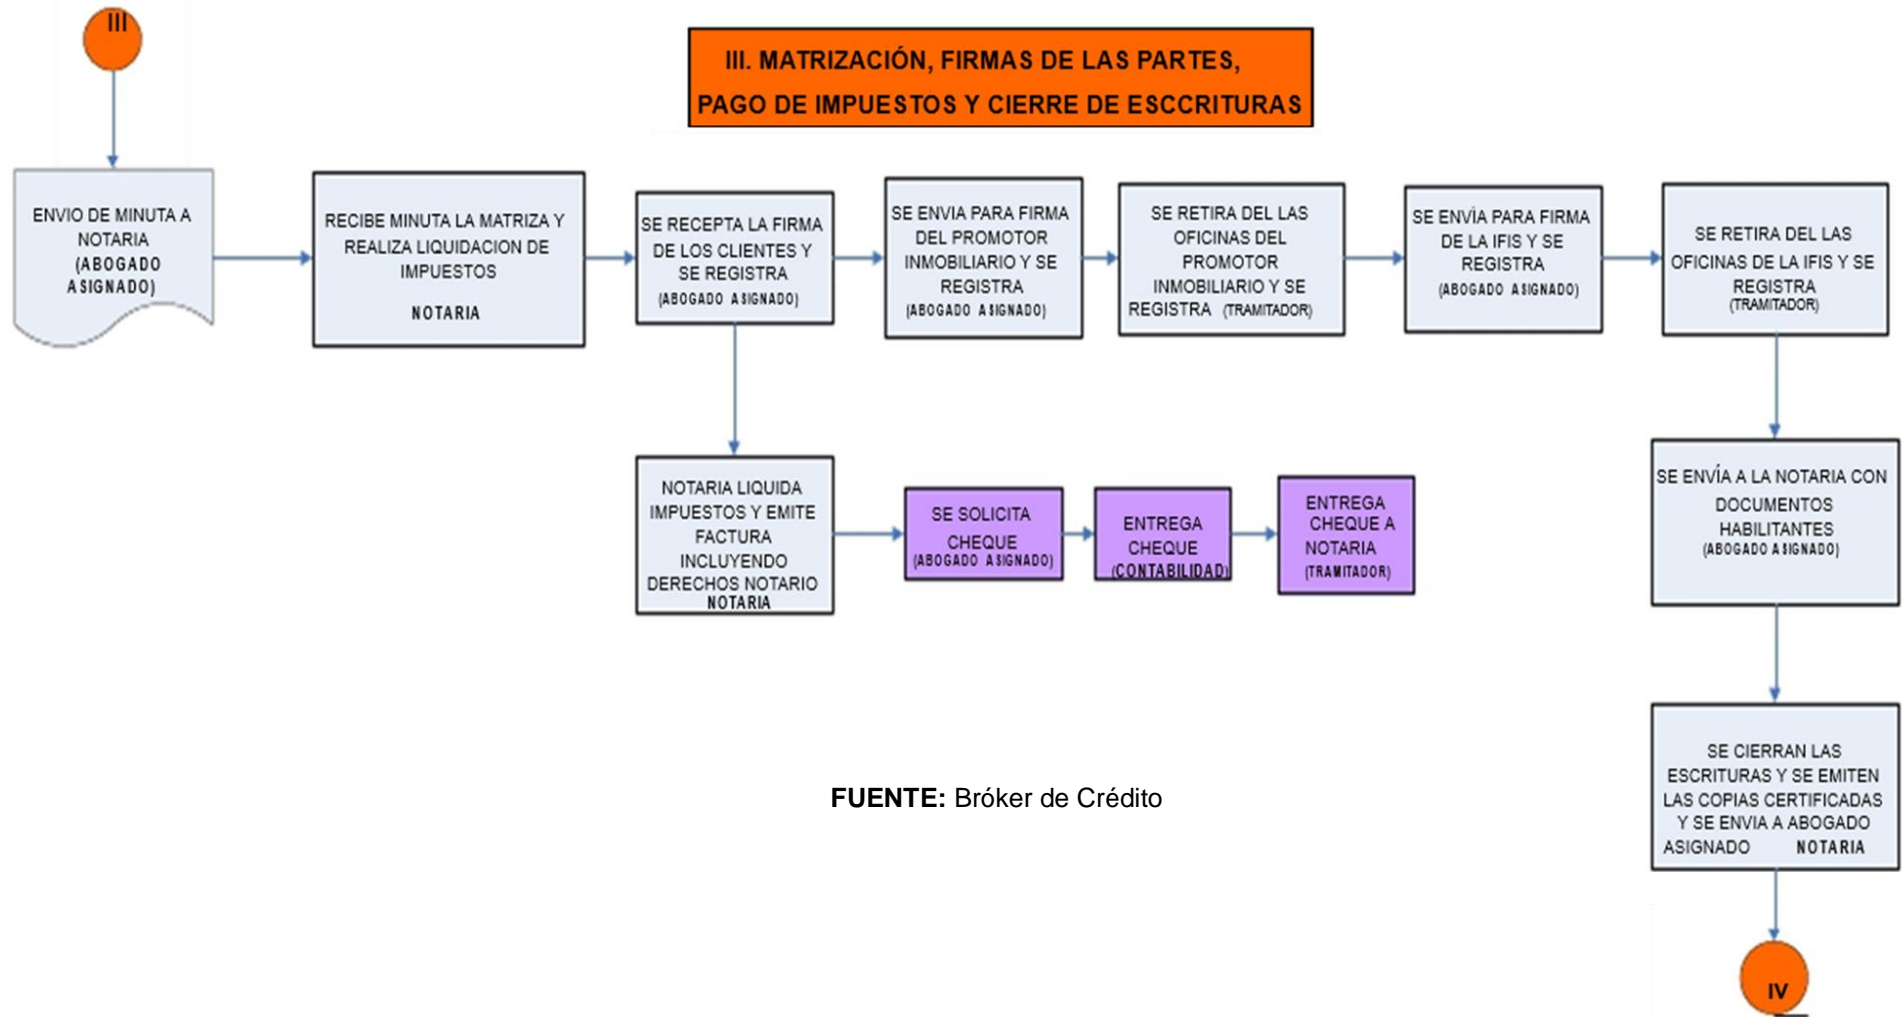 III
III. MATRIZACIÓN, FIRMAS DE LAS PARTES,
PAGO DE IMPUESTOS Y CIERRE DE ESCCRITURAS
ENVIO DE MINUTA A
NOTARIA
(ABOGADO
ASIGNADO)
RECIBE MINUTA LA MATRIZA Y
REALIZA LIQUIDACION DE
IMPUESTOS
NOTARIA
SE RECEPTA LA FIRMA
DE LOS CLIENTES Y
SE REGISTRA
(ABOGADO ASIGNADO)
SE ENVIA PARA FIRMA
DEL PROMOTOR
INMOBILIARIO Y SE
REGISTRA
(ABOGADO ASIGNADO)
SE RETIRA DEL LAS
OFICINAS DEL
PROMOTOR
INMOBILIARIO Y SE
REGISTRA (TRAMITADOR)
SE ENVÍA PARA FIRMA
DE LA IFIS Y SE
REGISTRA
(ABOGADO ASIGNADO)
SE RETIRA DEL LAS
OFICINAS DE LA IFIS Y SE
REGISTRA
(TRAMITADOR)
NOTARIA LIQUIDA
IMPUESTOS Y EMITE
FACTURA
INCLUYENDO
DERECHOS NOTARIO
NOTARIA
SE SOLICITA
CHEQUE
(ABOGADO ASIGNADO)
ENTREGA
CHEQUE
(CONTABILIDAD)
ENTREGA
CHEQUE A
NOTARIA
(TRAMITADOR)
SE ENVÍA A LA NOTARIA CON
DOCUMENTOS
HABILITANTES
(ABOGADO ASIGNADO)
SE CIERRAN LAS
ESCRITURAS Y SE EMITEN
LAS COPIAS CERTIFICADAS
Y SE ENVIA A ABOGADO
ASIGNADO NOTARIA
FUENTE: Bróker de Crédito
IV